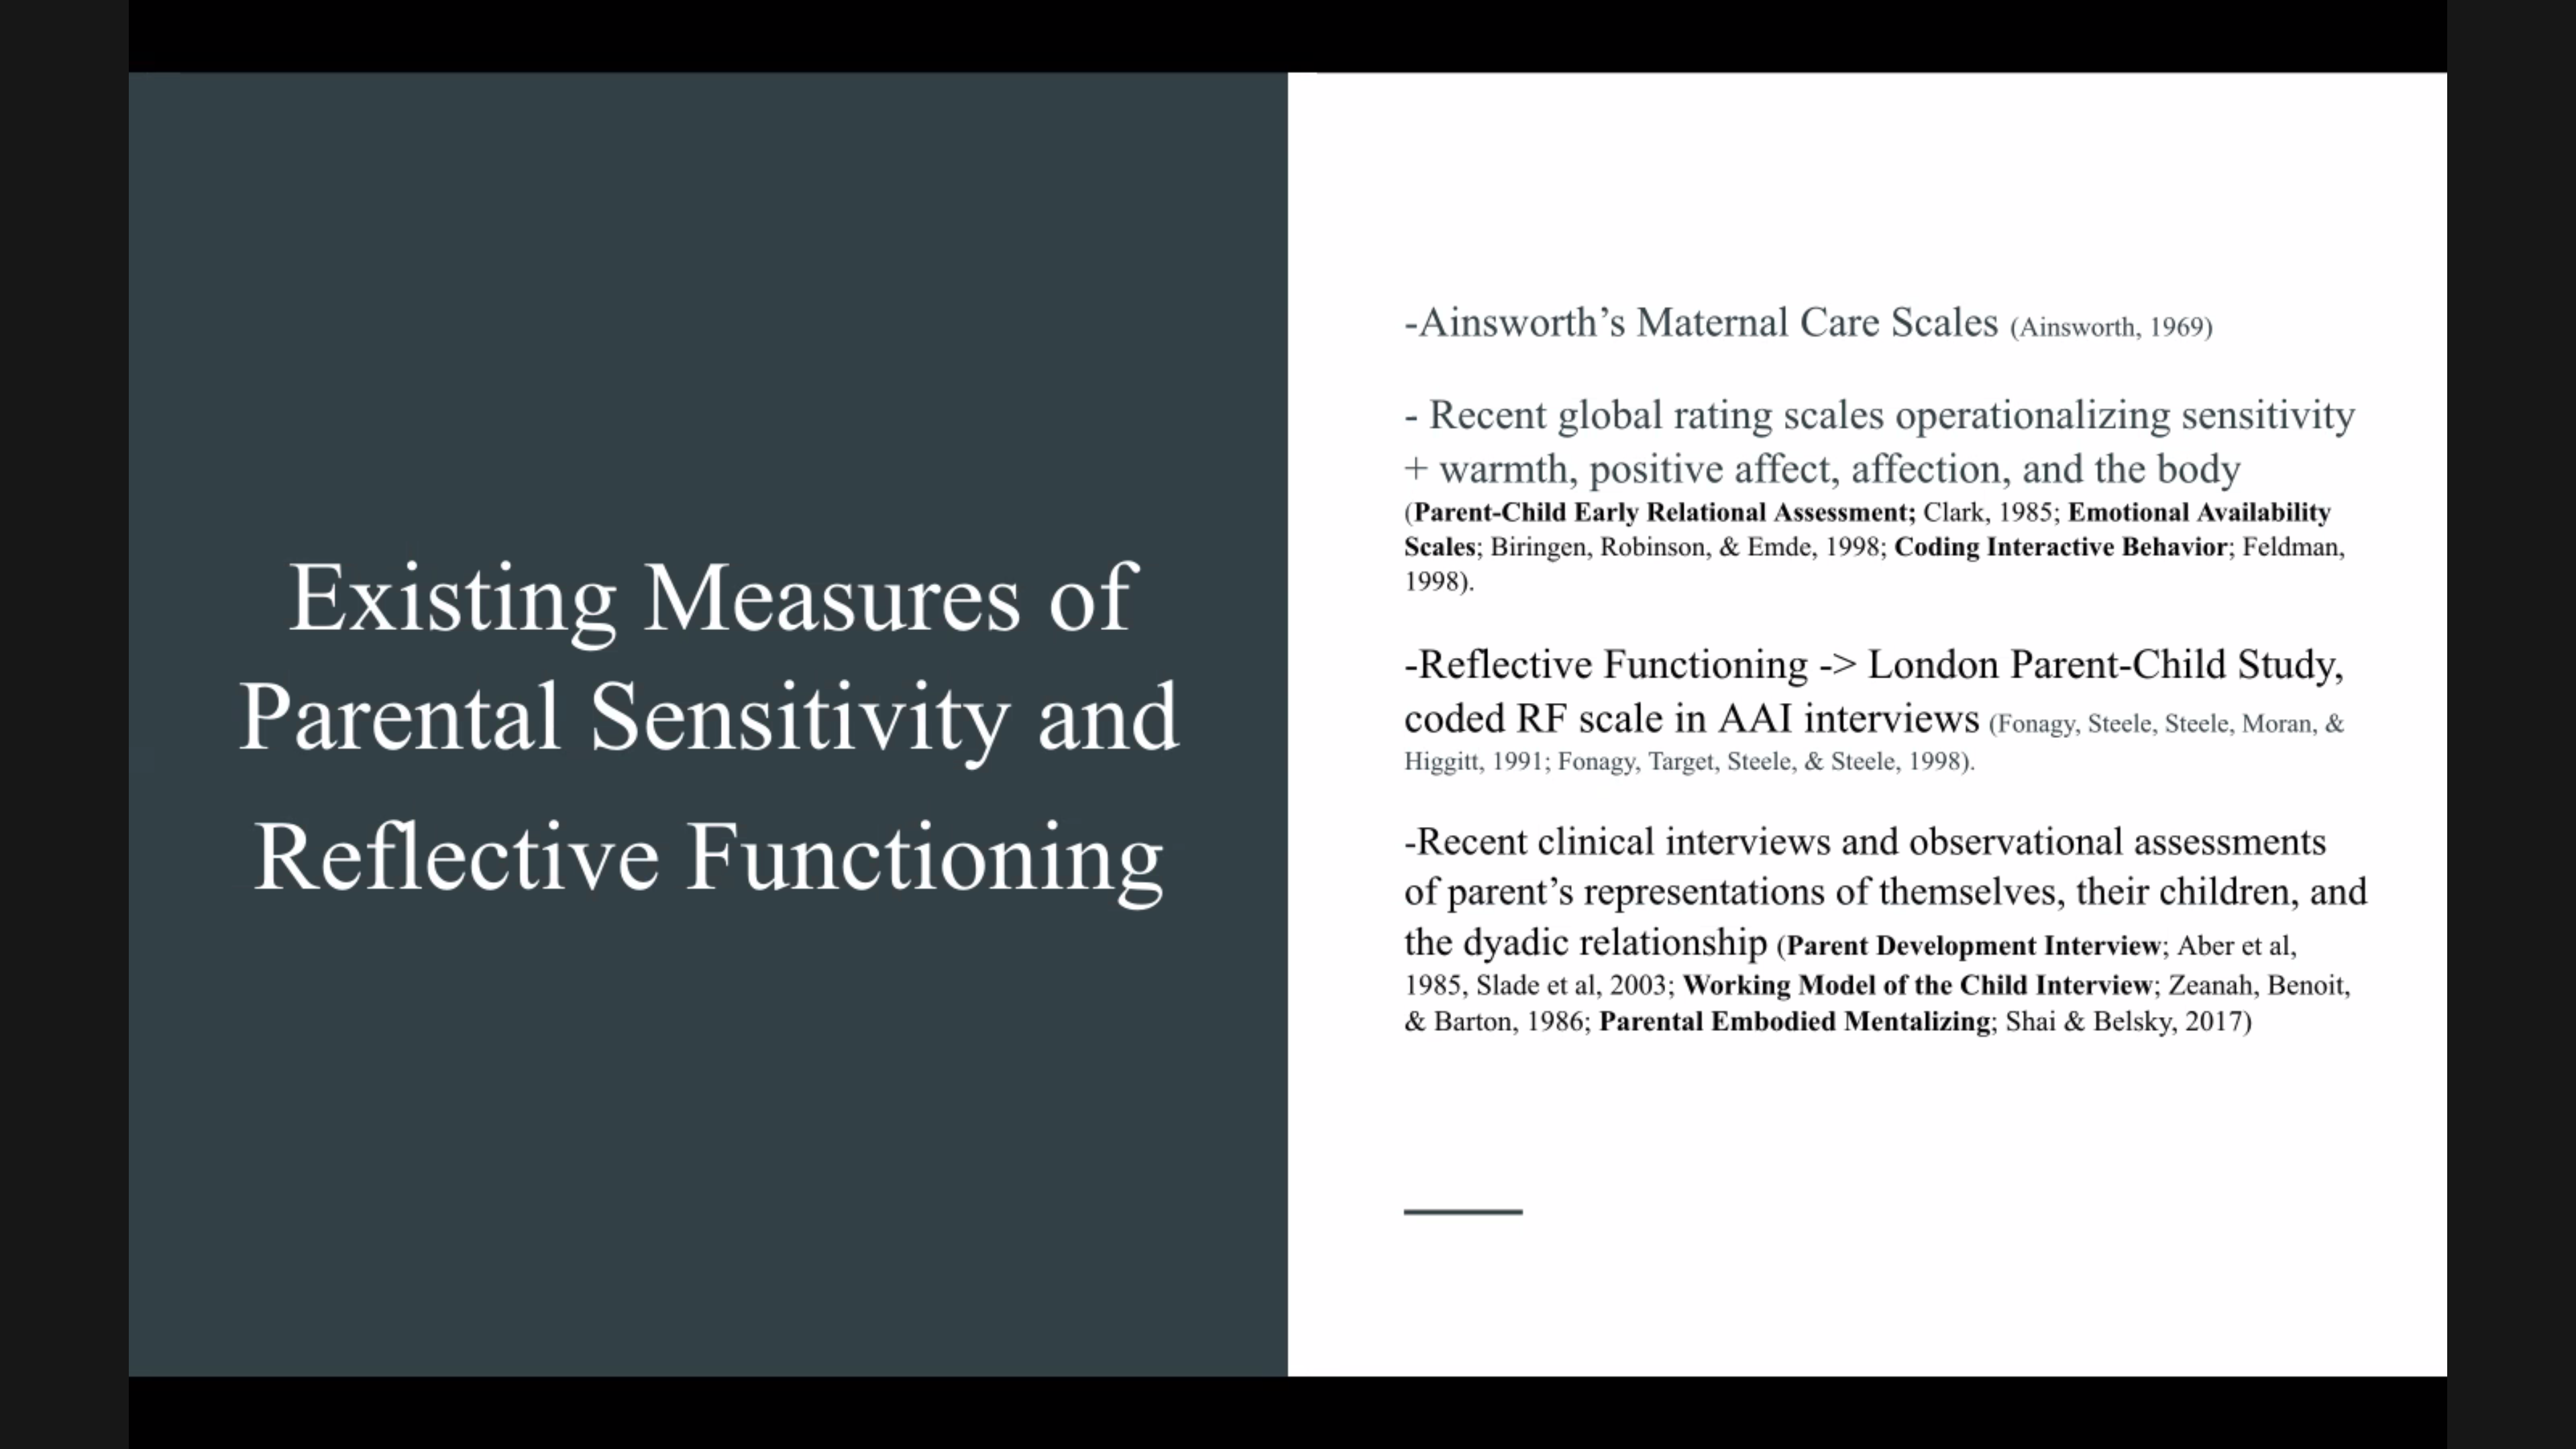 Existing Measures of
Parental Sensitivity and
Reflective Functioning
-Ainsworth’s Maternal Care Scales (Ainsworth, 1969)
- Recent global rating scales operationalizing sensitivity
+ warmth, positive affect, affection, and the body
(Parent-Child Early Relational Assessment; Clark, 1985; Emotional Availability
Scales; Biringen, Robinson, & Emde, 1998; Coding Interactive Behavior; Feldman,
1998).
-Reflective Functioning -> London Parent-Child Study,
coded RF scale in AAI interviews (Fonagy, Steele, Steele, Moran, &
Higgitt, 1991; Fonagy, Target, Steele, & Steele, 1998).
-Recent clinical interviews and observational assessments
of parent’s representations of themselves, their children, and
the dyadic relationship (Parent Development Interview; Aber et al,
1985, Slade et al, 2003; Working Model of the Child Interview; Zeanah, Benoit,
& Barton, 1986; Parental Embodied Mentalizing; Shai & Belsky, 2017)